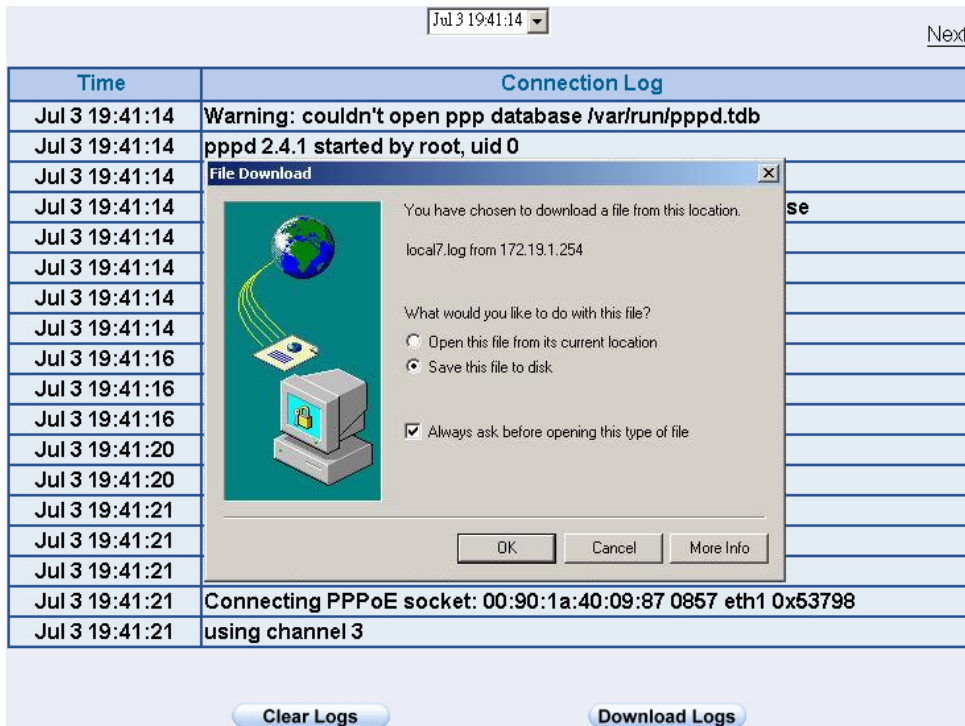 Jul 3 19:41:14
Next
Time Connection Log
Jul 3 19:41:14 Warning: couldn't open ppp database /var/run/pppd.tdb
Jul 3 19:41:14 pppd 2.4.1 started by root, uid 0
Jul 3 19:41:14
Jul 3 19:41:14 se
Jul 3 19:41:14
Jul 3 19:41:14
Jul 3 19:41:14
Jul 3 19:41:14
Jul 3 19:41:16
Jul 3 19:41:16
Jul 3 19:41:16
Jul 3 19:41:20
Jul 3 19:41:20
Jul 3 19:41:21
Jul 3 19:41:21
Jul 3 19:41:21
Jul 3 19:41:21 Connecting PPPoE socket: 00:90:1a:40:09:87 0857 eth1 0x53798
Jul 3 19:41:21 using channel 3
File Download
You have chosen to download a file from this location.
local7.log from 172.19.1.254
What would you like to do with this file?
Open this file from its current location
Save this file to disk
Always ask before opening this type of file
OK Cancel More Info
Clear Logs Download Logs